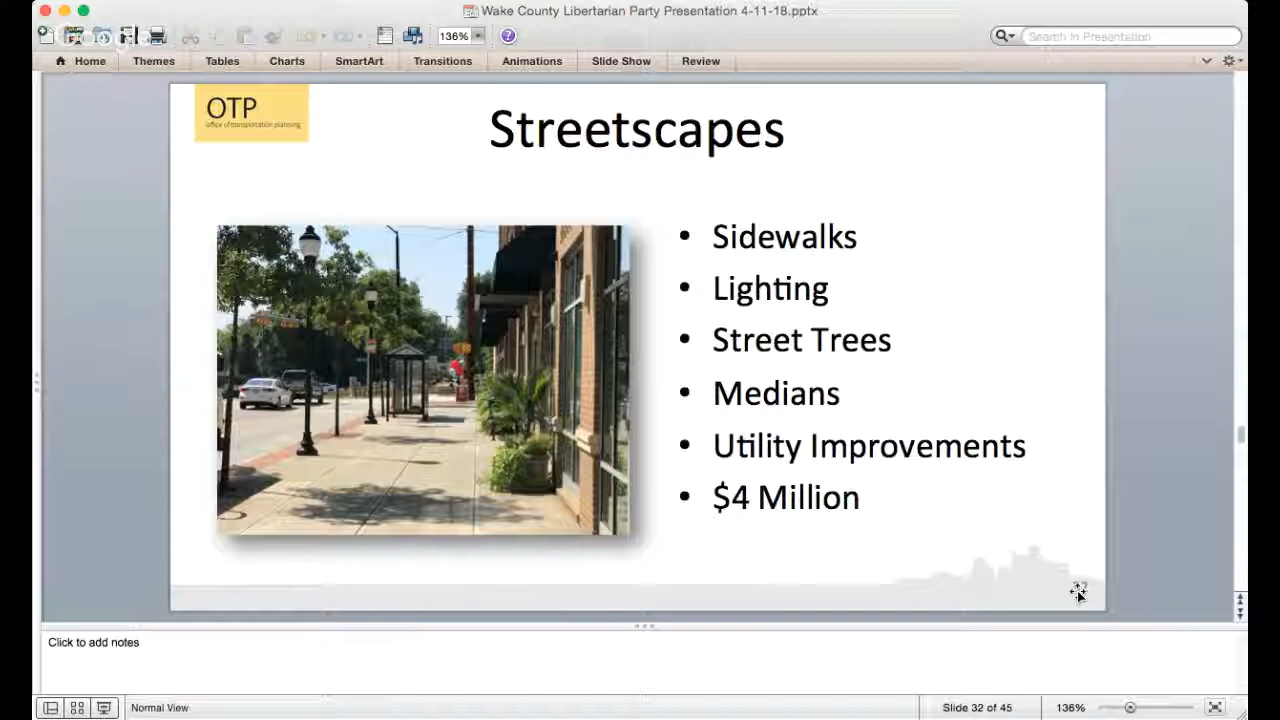 Wake County Libertarian Party Presentation 4-11-18.pptx
Google
136%
Search in Presentation
Home Themes Tables Charts SmartArt Transitions Animations Slide Show Review
OTP
office of transportation planning
Streetscapes
• Sidewalks
• Lighting
• Street Trees
• Medians
• Utility Improvements
• $4 Million
Click to add notes
Normal View
Slide 32 of 45
136%